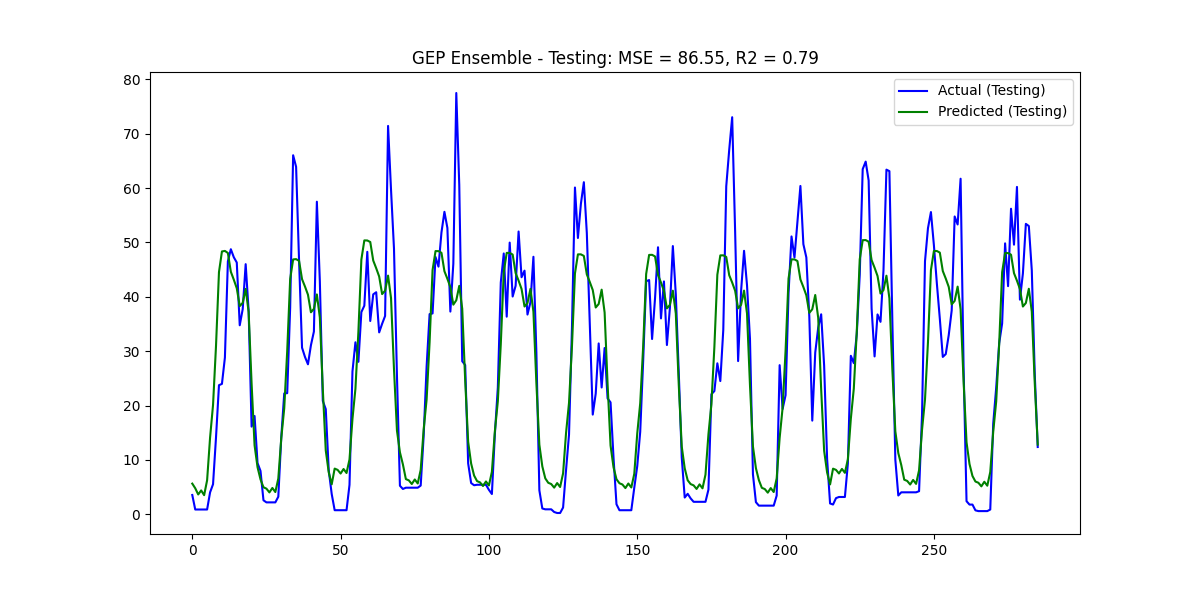 GEP Ensemble - Testing: MSE = 86.55, R2 = 0.79
Actual (Testing)
Predicted (Testing)
80
70
60
50
40
30
20
10
0
0 50 100 150 200 250